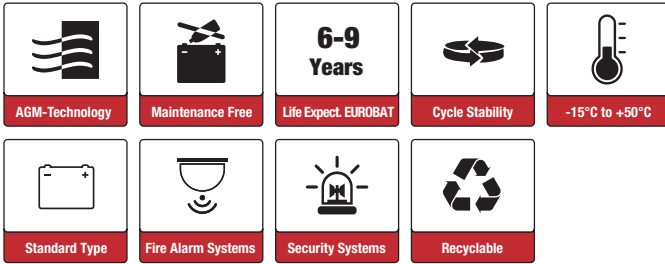 6-9
Years
AGM-Technology
Maintenance Free
Life Expect. EUROBAT
Cycle Stability
-15°C to +50°C
- +
Standard Type
Fire Alarm Systems
Security Systems
Recyclable